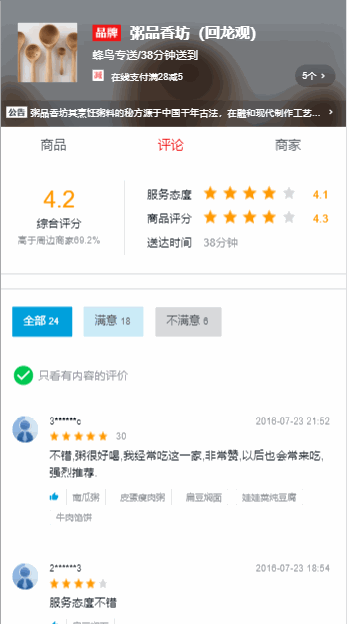 品牌 粥品香坊（回龙观）
蜂鸟专送/38分钟送到
减 在线支付满28减5
5个 >
公告 粥品香坊其烹饪粥料的秘方源于中国千年古法，在融和现代制作工艺... >
商品 评论 商家
4.2
综合评分
高于周边商家69.2%
服务态度 4.1
商品评分 4.3
送达时间 38分钟
全部 24 满意 18 不满意 6
只看有内容的评价
3******c 2016-07-23 21:52
30
不错,粥很好喝,我经常吃这一家,非常赞,以后也会常来吃,
强烈推荐.
南瓜粥 皮蛋瘦肉粥 扁豆焖面 娃娃菜炖豆腐
牛肉馅饼
2******3 2016-07-23 18:54
服务态度不错
扁豆焖面